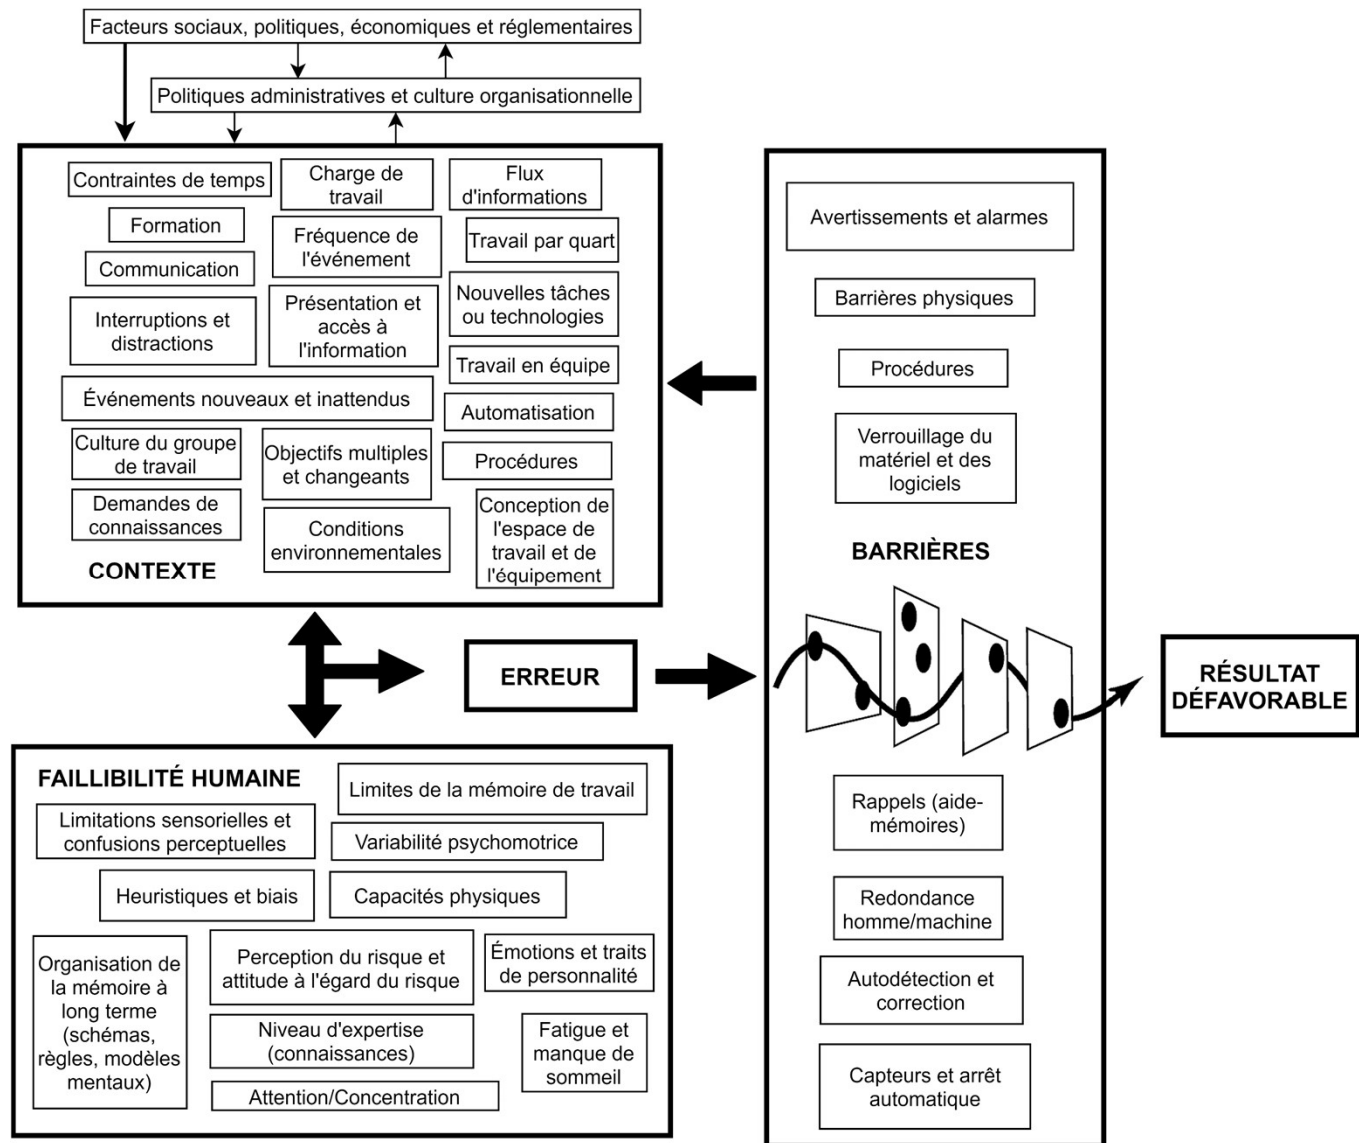 Facteurs sociaux, politiques, économiques et réglementaires
Politiques administratives et culture organisationnelle
Contraintes de temps
Formation
Communication
Interruptions et
distractions
Événements nouveaux et inattendus
Culture du groupe
de travail
Demandes de
connaissances
CONTEXTE
Charge de
travail
Fréquence de
l'événement
Présentation et
accès à
l'information
Objectifs multiples
et changeants
Conditions
environnementales
Flux
d'informations
Travail par quart
Nouvelles tâches
ou technologies
Travail en équipe
Automatisation
Procédures
Conception de
l'espace de
travail et de
l'équipement
ERREUR
FAILLIBILITÉ HUMAINE
Limites de la mémoire de travail
Limitations sensorielles et
confusions perceptuelles
Variabilité psychomotrice
Heuristiques et biais
Capacités physiques
Organisation de
la mémoire à
long terme
(schémas,
règles, modèles
mentaux)
Perception du risque et
attitude à l'égard du risque
Niveau d'expertise
(connaissances)
Attention/Concentration
Émotions et traits
de personnalité
Fatigue et
manque de
sommeil
Avertissements et alarmes
Barrières physiques
Procédures
Verrouillage du
matériel et des
logiciels
BARRIÈRES
Rappels (aide-
mémoires)
Redondance
homme/machine
Autodétection et
correction
Capteurs et arrêt
automatique
RÉSULTAT
DÉFAVORABLE